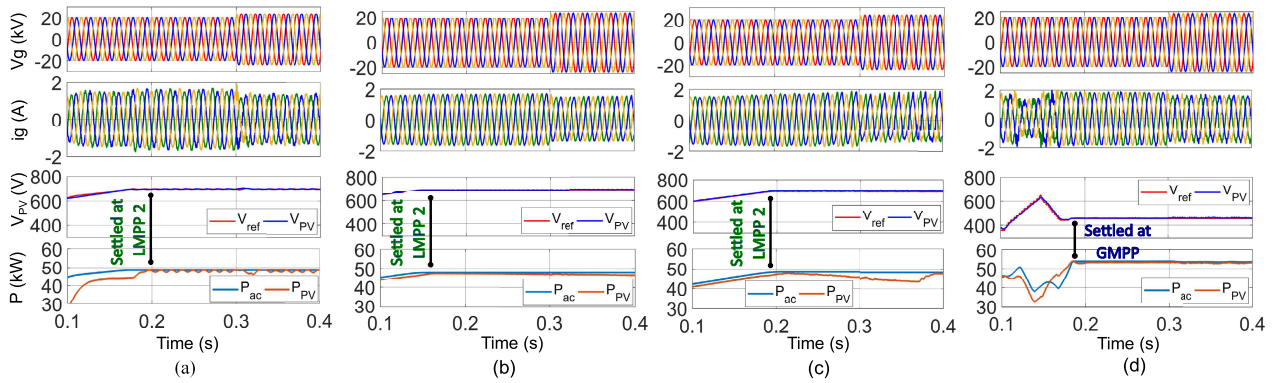 Vg (kV)
20
0
-20
20
0
-20
20
0
-20
20
0
-20
ig (A)
2
0
-2
2
0
-2
2
0
-2
2
0
-2
V_PV (V)
800
600
400
V_ref V_PV
Settled at
LMPP 2
800
600
400
V_ref V_PV
Settled at
LMPP 2
800
600
400
V_ref V_PV
Settled at
LMPP 2
800
600
400
V_ref V_PV
Settled at
GMPP
P (kW)
60
50
40
30
P_ac P_PV
0.1 0.2 0.3 0.4
Time (s)
(a)
60
50
40
30
P_ac P_PV
0.1 0.2 0.3 0.4
Time (s)
(b)
60
50
40
30
P_ac P_PV
0.1 0.2 0.3 0.4
Time (s)
(c)
60
50
40
30
P_ac P_PV
0.1 0.2 0.3 0.4
Time (s)
(d)